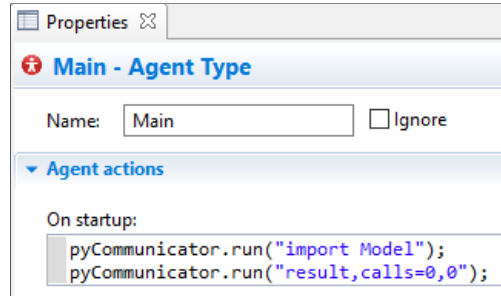 Properties
Main - Agent Type
Name: Main Ignore
Agent actions
On startup:
pyCommunicator.run("import Model");
pyCommunicator.run("result,calls=0,0");